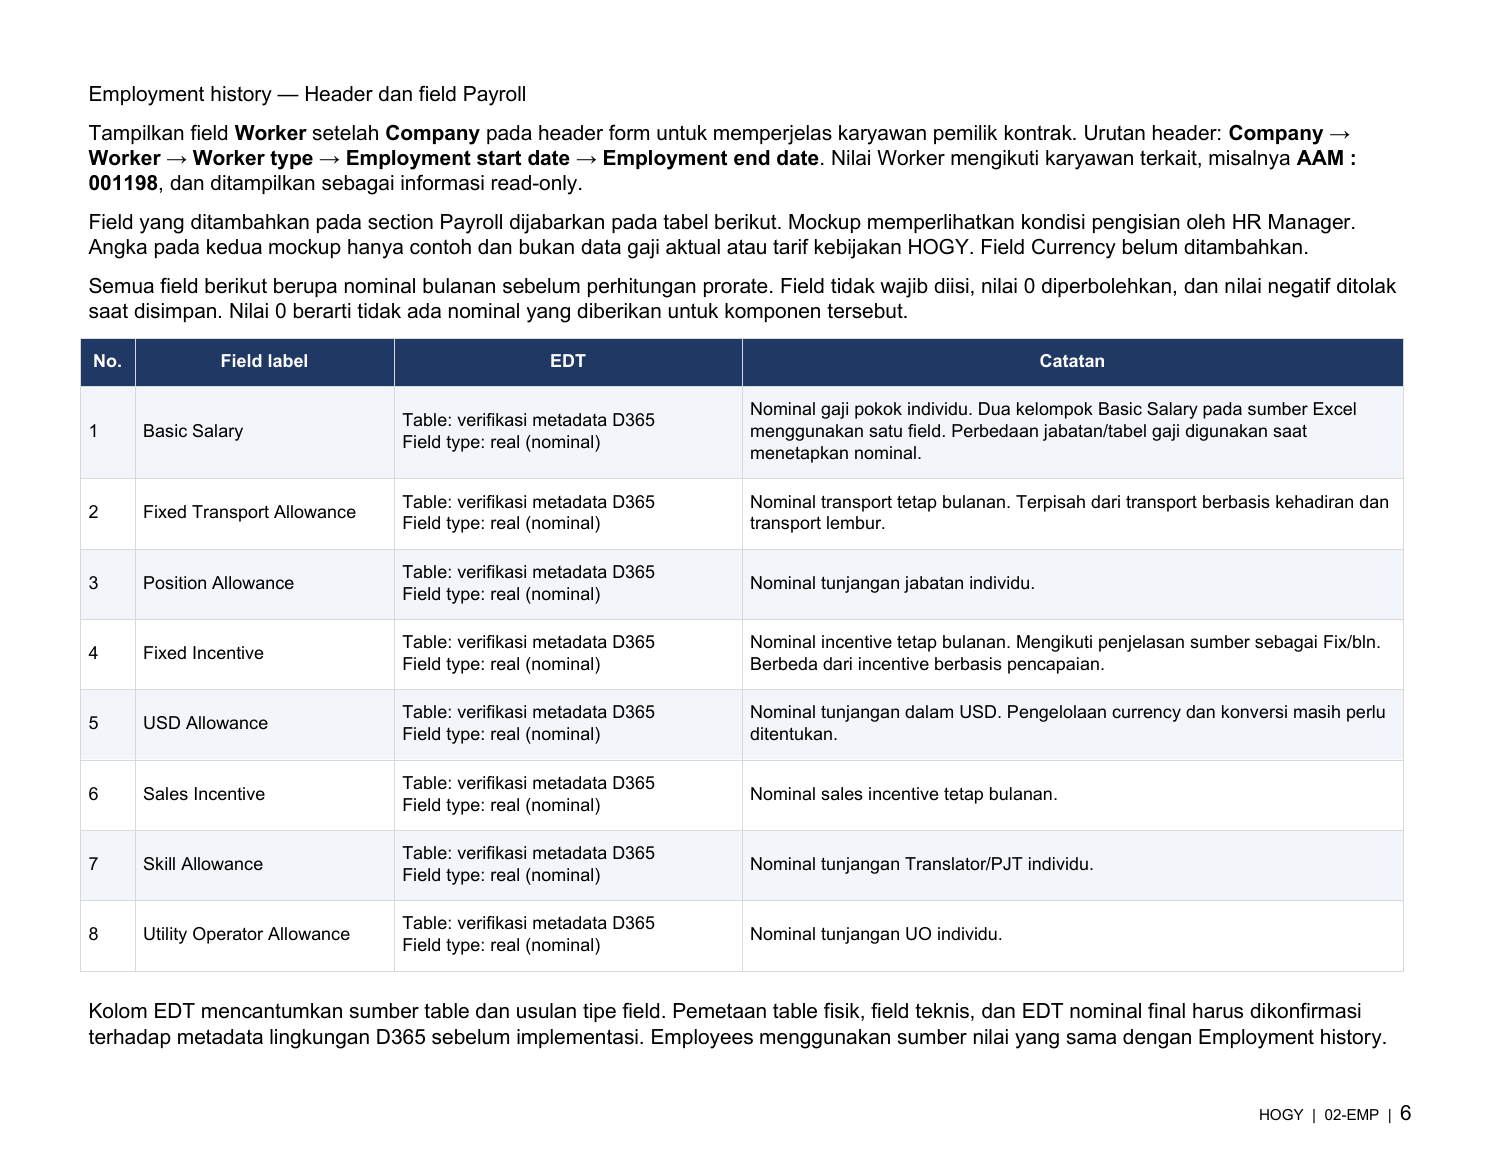 Employment history — Header dan field Payroll
Tampilkan field Worker setelah Company pada header form untuk memperjelas karyawan pemilik kontrak. Urutan header: Company →
Worker → Worker type → Employment start date → Employment end date. Nilai Worker mengikuti karyawan terkait, misalnya AAM :
001198, dan ditampilkan sebagai informasi read-only.
Field yang ditambahkan pada section Payroll dijabarkan pada tabel berikut. Mockup memperlihatkan kondisi pengisian oleh HR Manager.
Angka pada kedua mockup hanya contoh dan bukan data gaji aktual atau tarif kebijakan HOGY. Field Currency belum ditambahkan.
Semua field berikut berupa nominal bulanan sebelum perhitungan prorate. Field tidak wajib diisi, nilai 0 diperbolehkan, dan nilai negatif ditolak
saat disimpan. Nilai 0 berarti tidak ada nominal yang diberikan untuk komponen tersebut.
No. Field label EDT Catatan
1 Basic Salary
Table: verifikasi metadata D365
Field type: real (nominal)
Nominal gaji pokok individu. Dua kelompok Basic Salary pada sumber Excel
menggunakan satu field. Perbedaan jabatan/tabel gaji digunakan saat
menetapkan nominal.
2 Fixed Transport Allowance
Table: verifikasi metadata D365
Field type: real (nominal)
Nominal transport tetap bulanan. Terpisah dari transport berbasis kehadiran dan
transport lembur.
3 Position Allowance
Table: verifikasi metadata D365
Field type: real (nominal)
Nominal tunjangan jabatan individu.
4 Fixed Incentive
Table: verifikasi metadata D365
Field type: real (nominal)
Nominal incentive tetap bulanan. Mengikuti penjelasan sumber sebagai Fix/bln.
Berbeda dari incentive berbasis pencapaian.
5 USD Allowance
Table: verifikasi metadata D365
Field type: real (nominal)
Nominal tunjangan dalam USD. Pengelolaan currency dan konversi masih perlu
ditentukan.
6 Sales Incentive
Table: verifikasi metadata D365
Field type: real (nominal)
Nominal sales incentive tetap bulanan.
7 Skill Allowance
Table: verifikasi metadata D365
Field type: real (nominal)
Nominal tunjangan Translator/PJT individu.
8 Utility Operator Allowance
Table: verifikasi metadata D365
Field type: real (nominal)
Nominal tunjangan UO individu.
Kolom EDT mencantumkan sumber table dan usulan tipe field. Pemetaan table fisik, field teknis, dan EDT nominal final harus dikonfirmasi
terhadap metadata lingkungan D365 sebelum implementasi. Employees menggunakan sumber nilai yang sama dengan Employment history.
HOGY | 02-EMP | 6